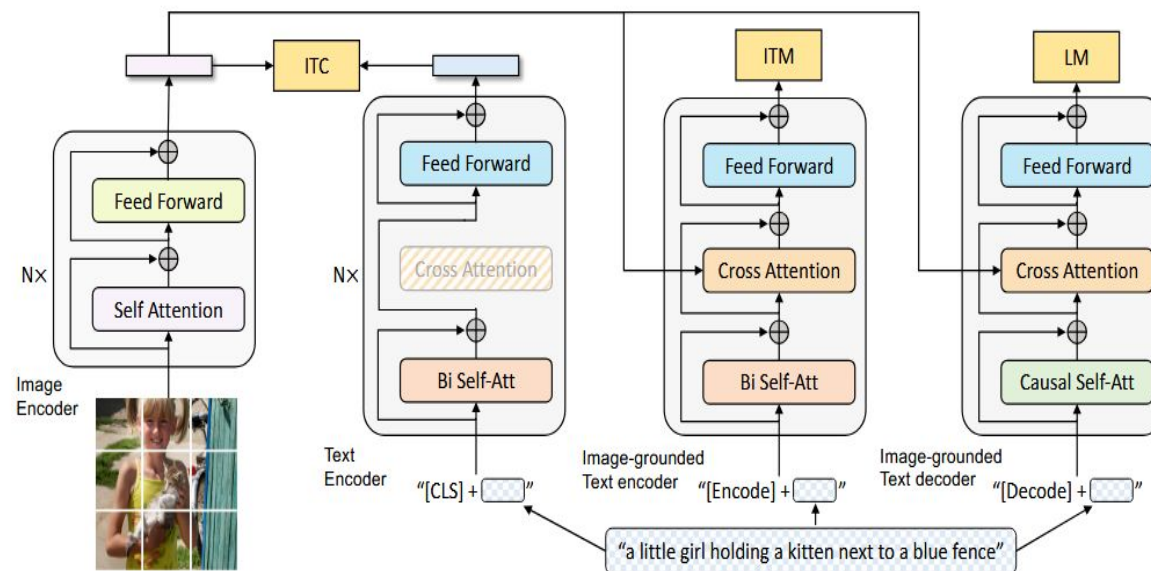 ITC
ITM
LM
Feed Forward
Self Attention
N×
Image
Encoder
Feed Forward
Cross Attention
Bi Self-Att
N×
Text
Encoder
"[CLS] + "
Feed Forward
Cross Attention
Bi Self-Att
Image-grounded
Text encoder
"[Encode] + "
Feed Forward
Cross Attention
Causal Self-Att
Image-grounded
Text decoder
"[Decode] + "
"a little girl holding a kitten next to a blue fence"